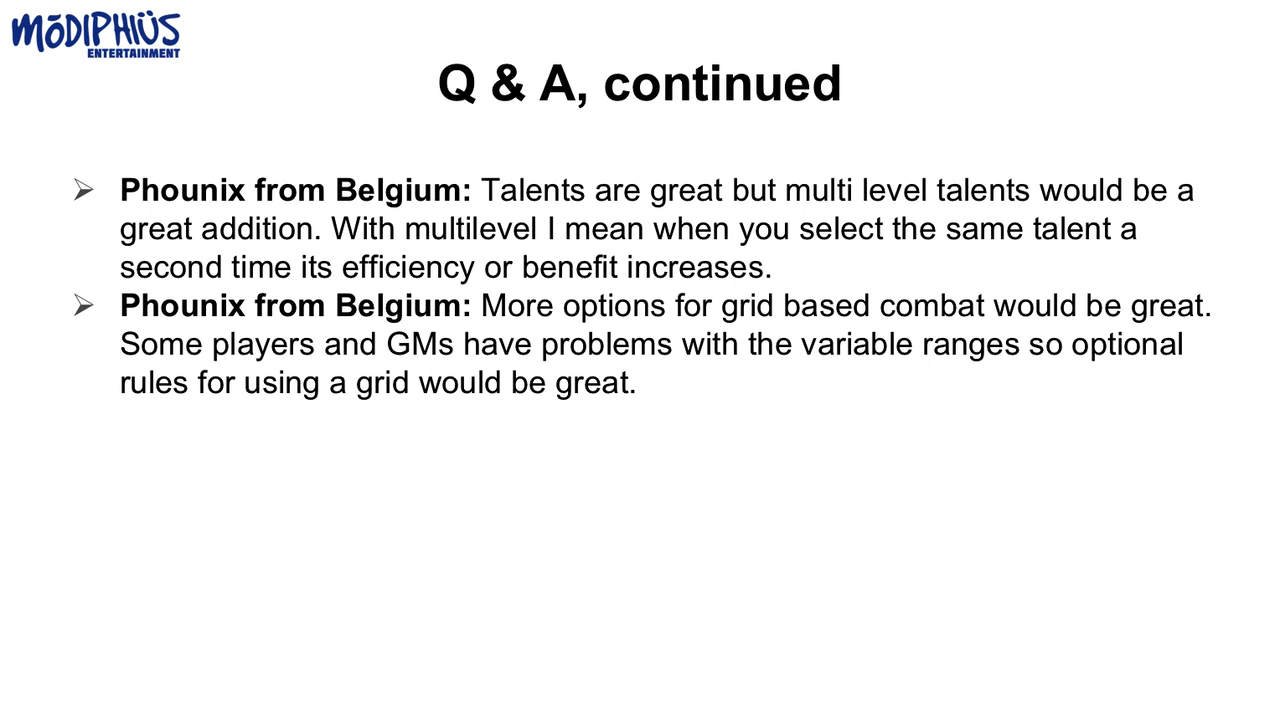 MŌDIPHIÜS
ENTERTAINMENT
Q & A, continued
➢ Phounix from Belgium: Talents are great but multi level talents would be a
great addition. With multilevel I mean when you select the same talent a
second time its efficiency or benefit increases.
➢ Phounix from Belgium: More options for grid based combat would be great.
Some players and GMs have problems with the variable ranges so optional
rules for using a grid would be great.